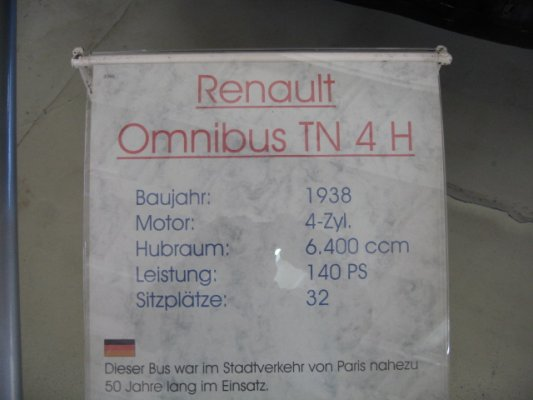 Renault
Omnibus TN 4 H
Baujahr: 1938
Motor: 4-Zyl.
Hubraum: 6.400 ccm
Leistung: 140 PS
Sitzplätze: 32
Dieser Bus war im Stadtverkehr von Paris nahezu
50 Jahre lang im Einsatz.